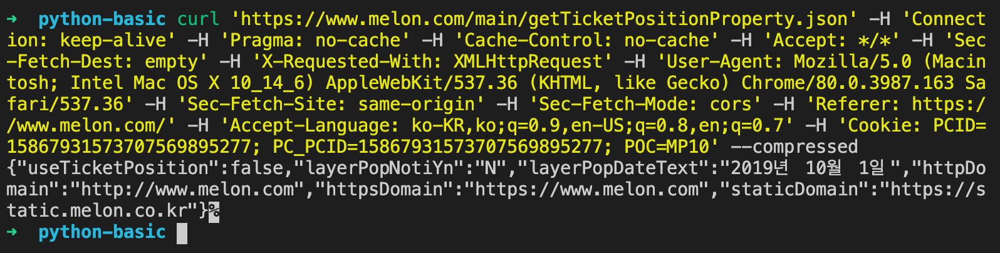 ➜  python-basic curl 'https://www.melon.com/main/getTicketPositionProperty.json' -H 'Connect
ion: keep-alive' -H 'Pragma: no-cache' -H 'Cache-Control: no-cache' -H 'Accept: */*' -H 'Sec
-Fetch-Dest: empty' -H 'X-Requested-With: XMLHttpRequest' -H 'User-Agent: Mozilla/5.0 (Macin
tosh; Intel Mac OS X 10_14_6) AppleWebKit/537.36 (KHTML, like Gecko) Chrome/80.0.3987.163 Sa
fari/537.36' -H 'Sec-Fetch-Site: same-origin' -H 'Sec-Fetch-Mode: cors' -H 'Referer: https:/
/www.melon.com/' -H 'Accept-Language: ko-KR,ko;q=0.9,en-US;q=0.8,en;q=0.7' -H 'Cookie: PCID=
15867931573707569895277; PC_PCID=15867931573707569895277; POC=MP10' --compressed
{"useTicketPosition":false,"layerPopNotiYn":"N","layerPopDateText":"2019년 10월 1일","httpDo
main":"http://www.melon.com","httpsDomain":"https://www.melon.com","staticDomain":"https://s
tatic.melon.co.kr"}%
➜  python-basic